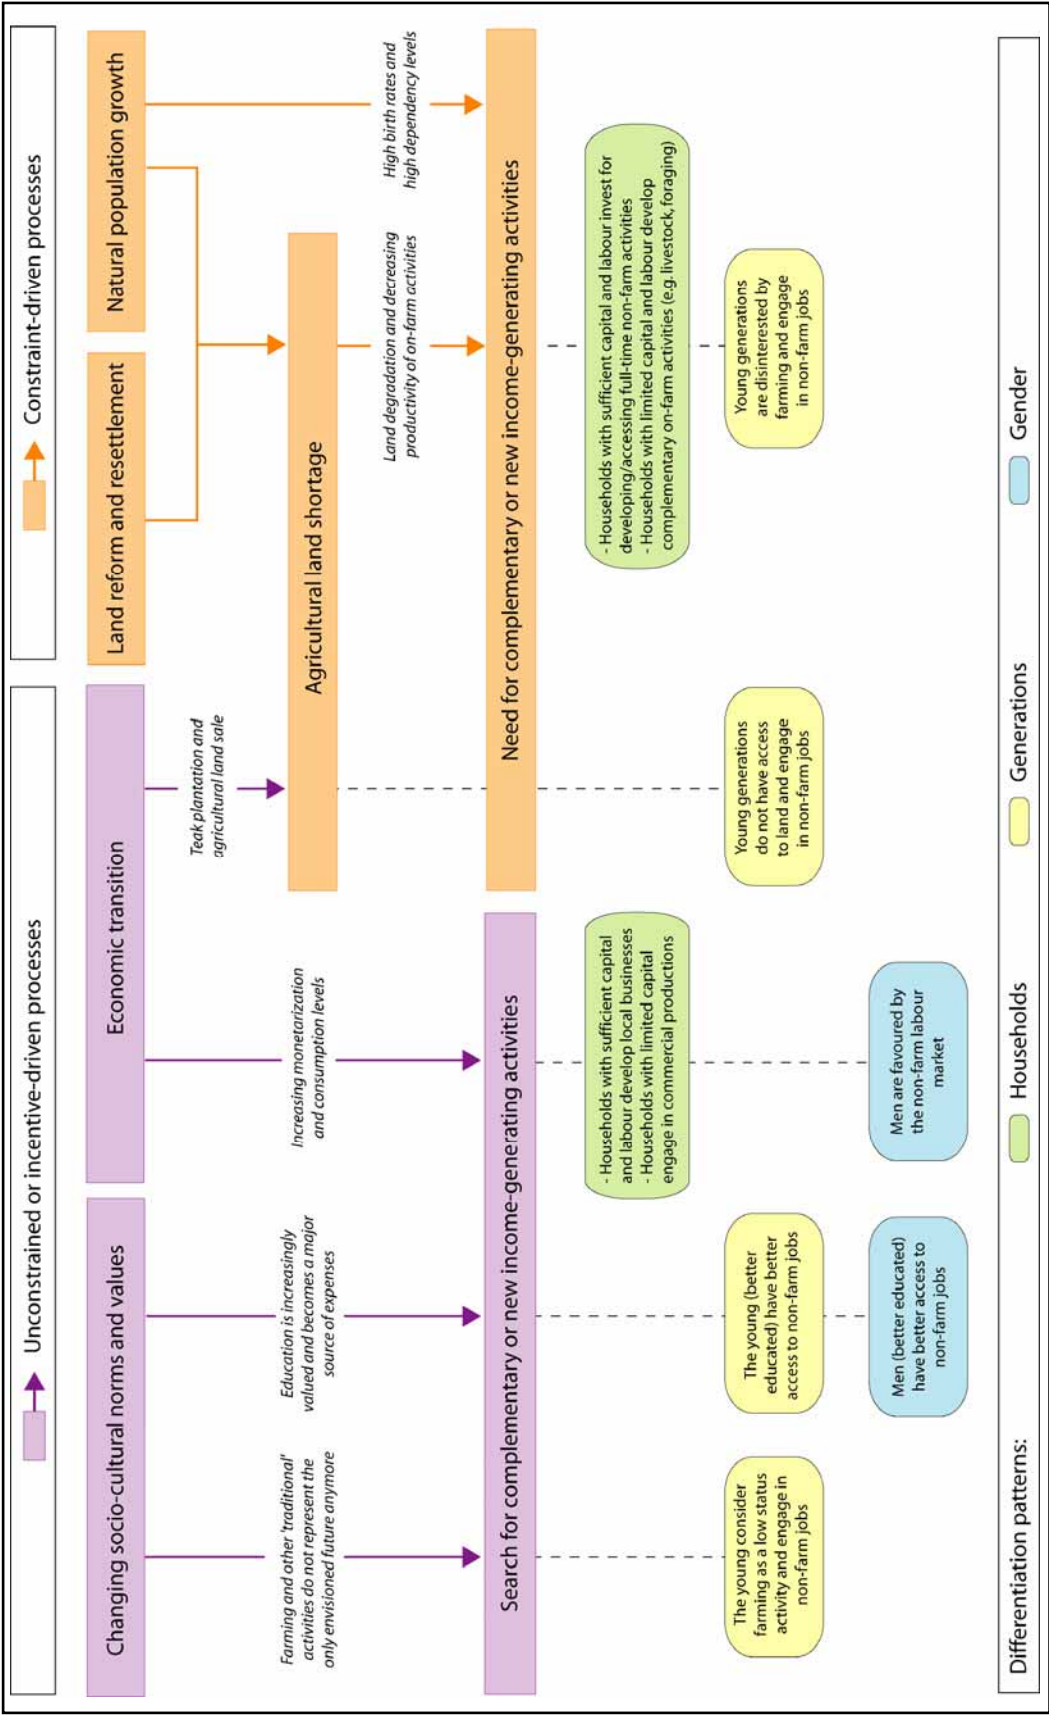 Unconstrained or incentive-driven processes
Constraint-driven processes
Changing socio-cultural norms and values
Economic transition
Land reform and resettlement
Natural population growth
Teak plantation and
agricultural land sale
Agricultural land shortage
Farming and other 'traditional'
activities do not represent the
only envisioned future anymore
Education is increasingly
valued and becomes a major
source of expenses
Increasing monetarization
and consumption levels
Land degradation and decreasing
productivity of on-farm activities
High birth rates and
high dependency levels
Search for complementary or new income-generating activities
Need for complementary or new income-generating activities
- Households with sufficient capital
and labour develop local businesses
- Households with limited capital
engage in commercial productions
- Households with sufficient capital and labour invest for
developing/accessing full-time non-farm activities
- Households with limited capital and labour develop
complementary on-farm activities (e.g. livestock, foraging)
The young consider
farming as a low status
activity and engage in
non-farm jobs
The young (better
educated) have better
access to non-farm jobs
Young generations
do not have access
to land and engage
in non-farm jobs
Young generations
are disinterested by
farming and engage
in non-farm jobs
Men (better educated)
have better access to
non-farm jobs
Men are favoured by
the non-farm labour
market
Differentiation patterns:
Households
Generations
Gender